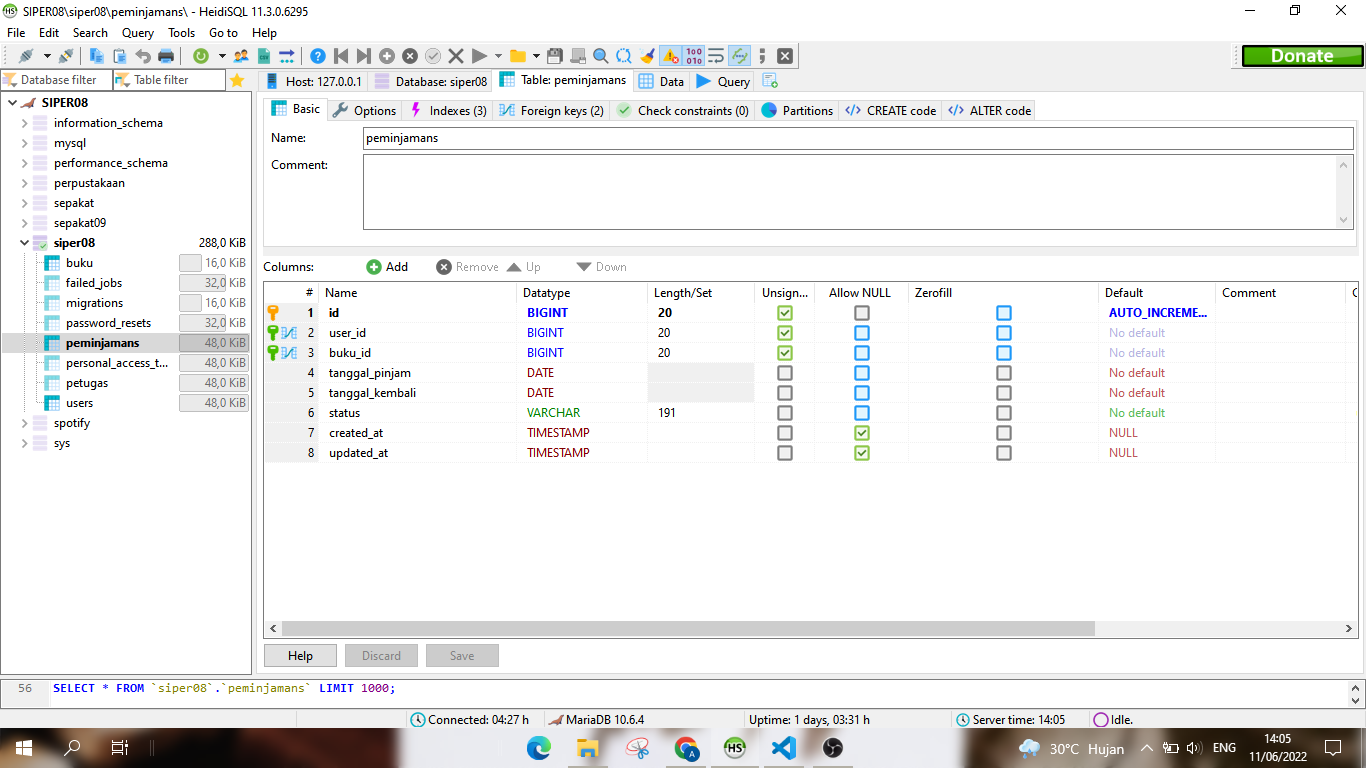 SIPER08\siper08\peminjamans\ - HeidiSQL 11.3.0.6295
File Edit Search Query Tools Go to Help
Donate
Database filter Table filter
Host: 127.0.0.1 Database: siper08 Table: peminjamans Data Query
SIPER08
information_schema
mysql
performance_schema
perpustakaan
sepakat
sepakat09
siper08 288,0 KiB
buku 16,0 KiB
failed_jobs 32,0 KiB
migrations 16,0 KiB
password_resets 32,0 KiB
peminjamans 48,0 KiB
personal_access_t... 48,0 KiB
petugas 48,0 KiB
users 48,0 KiB
spotify
sys
Basic Options Indexes (3) Foreign keys (2) Check constraints (0) Partitions CREATE code ALTER code
Name: peminjamans
Comment:
Columns: Add Remove Up Down
# Name Datatype Length/Set Unsign... Allow NULL Zerofill Default Comment C
1 id BIGINT 20 AUTO_INCREME...
2 user_id BIGINT 20 No default
3 buku_id BIGINT 20 No default
4 tanggal_pinjam DATE No default
5 tanggal_kembali DATE No default
6 status VARCHAR 191 No default
7 created_at TIMESTAMP NULL
8 updated_at TIMESTAMP NULL
Help Discard Save
56 SELECT * FROM `siper08`.`peminjamans` LIMIT 1000;
Connected: 04:27 h MariaDB 10.6.4 Uptime: 1 days, 03:31 h Server time: 14:05 Idle.
30°C Hujan ENG 14:05
11/06/2022